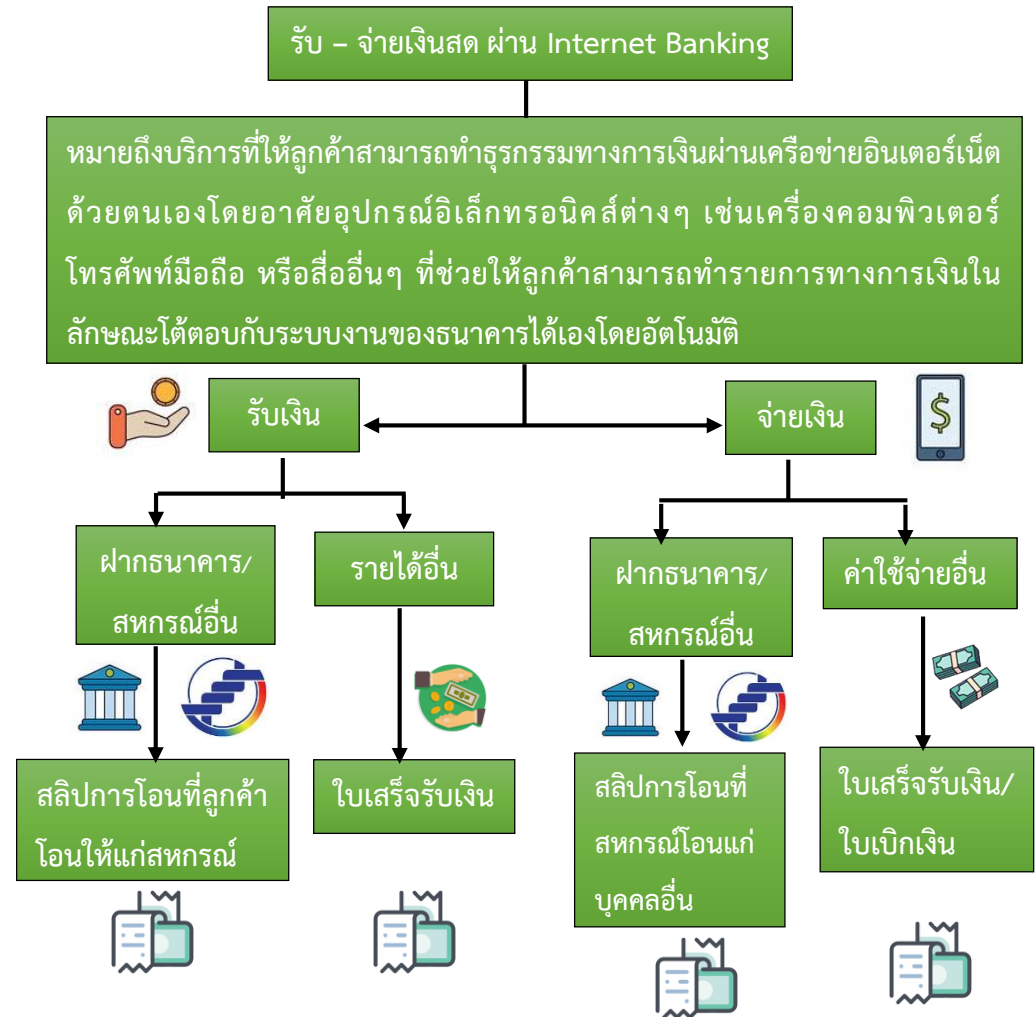 รับ – จ่ายเงินสด ผ่าน Internet Banking
หมายถึงบริการที่ให้ลูกค้าสามารถทำธุรกรรมทางการเงินผ่านเครือข่ายอินเตอร์เน็ต
ด้วยตนเองโดยอาศัยอุปกรณ์อิเล็กทรอนิคส์ต่างๆ เช่นเครื่องคอมพิวเตอร์
โทรศัพท์มือถือ หรือสื่ออื่นๆ ที่ช่วยให้ลูกค้าสามารถทำรายการทางการเงินใน
ลักษณะโต้ตอบกับระบบงานของธนาคารได้เองโดยอัตโนมัติ
รับเงิน
จ่ายเงิน
$
ฝากธนาคาร/
สหกรณ์อื่น
รายได้อื่น
ฝากธนาคาร/
สหกรณ์อื่น
ค่าใช้จ่ายอื่น
สลิปการโอนที่ลูกค้า
โอนให้แก่สหกรณ์
ใบเสร็จรับเงิน
สลิปการโอนที่
สหกรณ์โอนแก่
บุคคลอื่น
ใบเสร็จรับเงิน/
ใบเบิกเงิน